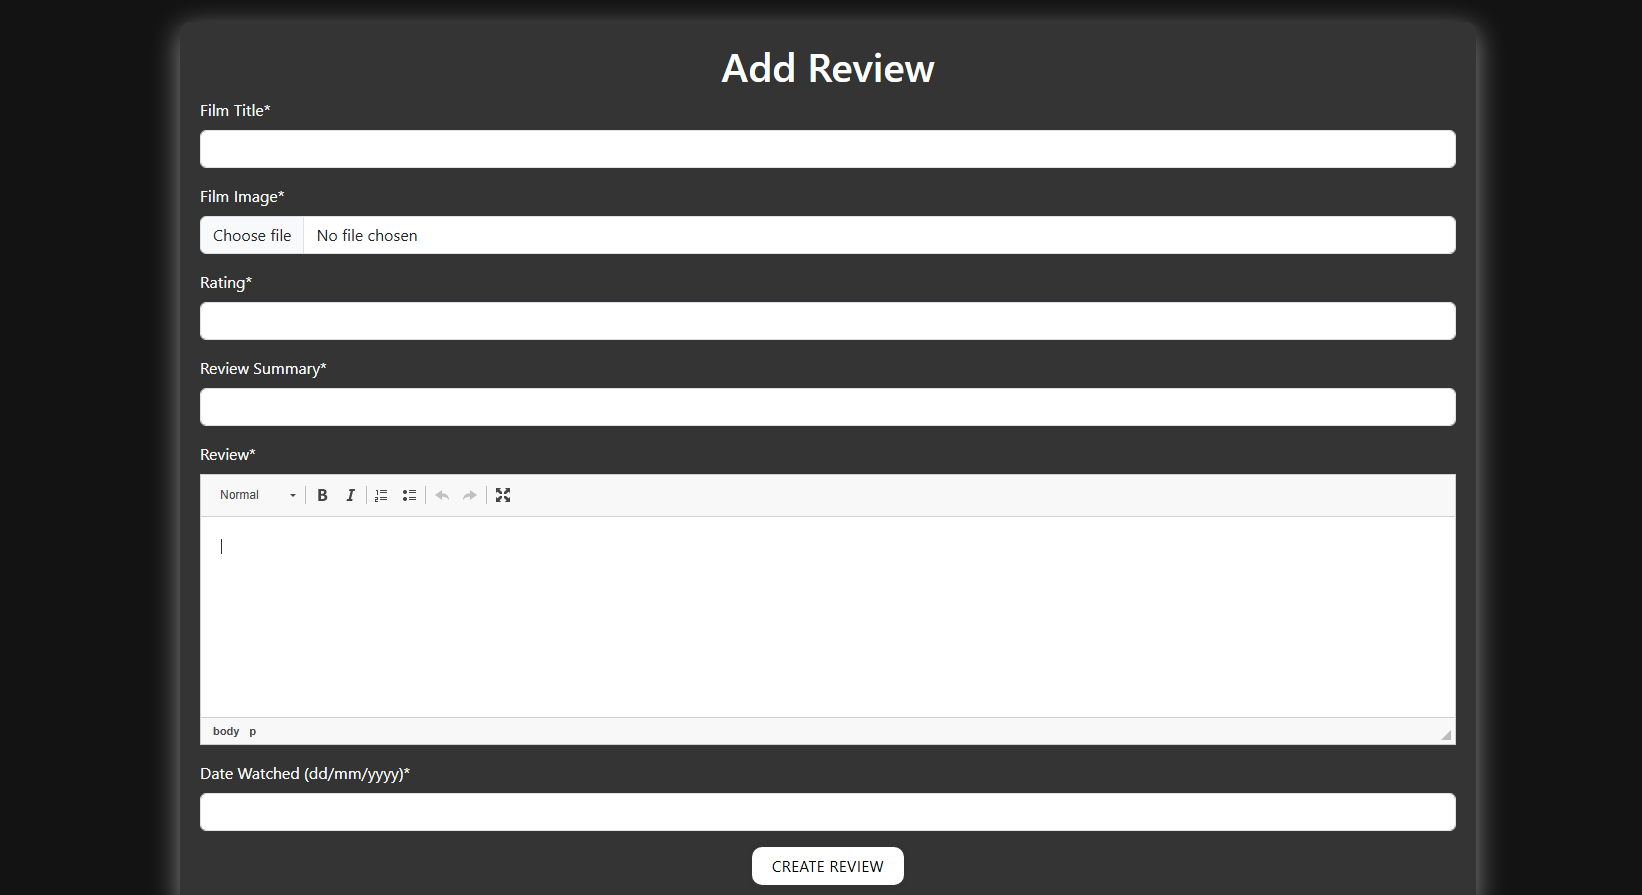 Add Review
Film Title*
Film Image*
Choose file No file chosen
Rating*
Review Summary*
Review*
Normal B I
body p
Date Watched (dd/mm/yyyy)*
CREATE REVIEW